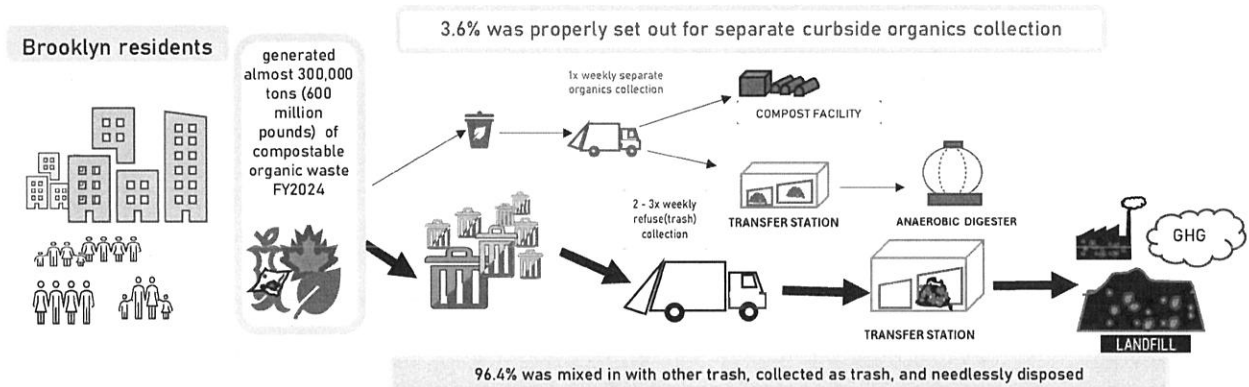 3.6% was properly set out for separate curbside organics collection
Brooklyn residents
generated
almost 300,000
tons (600
million
pounds) of
compostable
organic waste
FY2024
1x weekly separate
organics collection
COMPOST FACILITY
TRANSFER STATION
ANAEROBIC DIGESTER
2 - 3x weekly
refuse(trash)
collection
GHG
TRANSFER STATION
LANDFILL
96.4% was mixed in with other trash, collected as trash, and needlessly disposed